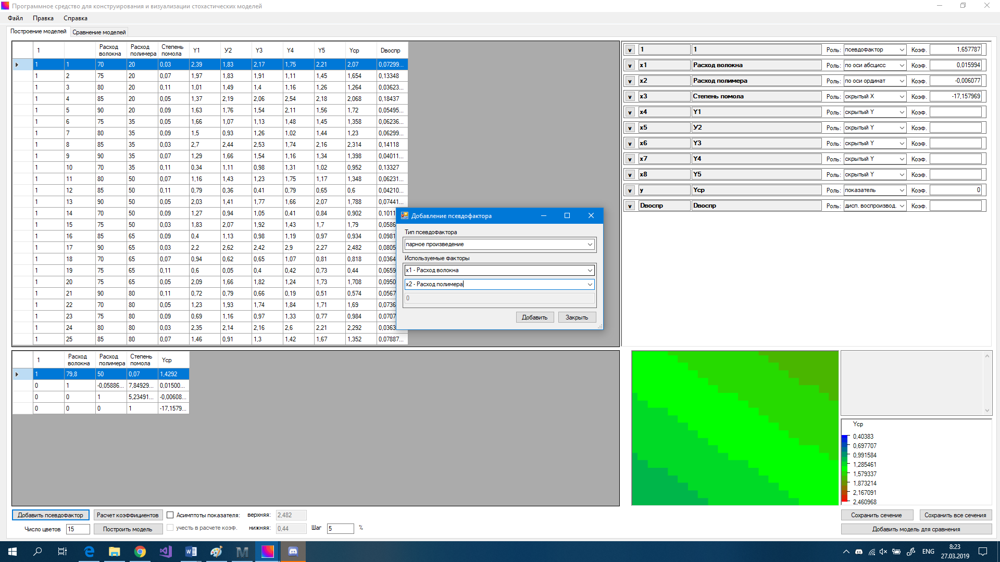 Программное средство для конструирования и визуализации стохастических моделей
Файл Правка Справка
Построение моделей Сравнение моделей
1 Расход волокна Расход полимера Степень помола Y1 У2 Y3 Y4 Y5 Yср Dвоспр
1 1 70 20 0,03 2,39 1,83 2,17 1,75 2,21 2,07 0,07299...
1 2 75 20 0,07 1,97 1,83 1,91 1,11 1,45 1,654 0,13348
1 3 80 20 0,11 1,01 1,49 1,4 1,16 1,26 1,264 0,03623...
1 4 85 20 0,05 1,37 2,19 2,06 2,54 2,18 2,068 0,18437
1 5 90 20 0,09 1,63 1,76 1,54 2,11 1,56 1,72 0,05495...
1 6 75 35 0,05 1,66 1,07 1,13 1,48 1,45 1,358 0,06236...
1 7 80 35 0,09 1,5 0,93 1,26 1,02 1,44 1,23 0,06299...
1 8 85 35 0,03 2,7 2,44 2,53 1,74 2,16 2,314 0,14118
1 9 90 35 0,07 1,29 1,66 1,54 1,16 1,34 1,398 0,04011...
1 10 70 35 0,11 0,34 1,11 0,98 1,31 1,02 0,952 0,13327
1 11 80 50 0,07 1,16 1,43 1,23 1,75 1,17 1,348 0,06231...
1 12 85 50 0,11 0,79 0,36 0,41 0,79 0,65 0,6 0,04210...
1 13 90 50 0,05 2,03 1,41 1,77 1,66 2,07 1,788 0,07441...
1 14 70 50 0,09 1,27 0,94 1,05 0,41 0,84 0,902 0,1011
1 15 75 50 0,03 1,83 2,07 1,92 1,43 1,7 1,79 0,0586
1 16 85 65 0,09 0,4 1,13 0,98 1,19 0,97 0,934 0,0981
1 17 90 65 0,03 2,2 2,62 2,42 2,9 2,27 2,482 0,0805
1 18 70 65 0,07 0,94 0,62 0,65 1,07 0,81 0,818 0,0364
1 19 75 65 0,11 0,6 0,05 0,4 0,42 0,73 0,44 0,0659
1 20 75 65 0,05 2,09 1,66 1,82 1,24 1,73 1,708 0,0950
1 21 90 80 0,11 0,72 0,79 0,66 0,19 0,51 0,574 0,0567
1 22 70 80 0,05 1,23 1,93 1,74 1,84 1,71 1,69 0,0736
1 23 75 80 0,09 0,69 1,16 0,97 1,33 0,77 0,984 0,0707
1 24 80 80 0,03 2,35 2,14 2,16 2,6 2,21 2,292 0,0363
1 25 85 80 0,07 1,46 0,91 1,3 1,42 1,67 1,352 0,07887...
v 1 1 Роль: псевдофактор Коэф. 1,657787
v x1 Расход волокна Роль: по оси абсцисс Коэф. 0,015994
v x2 Расход полимера Роль: по оси ординат Коэф. -0,006077
v x3 Степень помола Роль: скрытый X Коэф. -17,157969
v x4 Y1 Роль: скрытый Y Коэф.
v x5 У2 Роль: скрытый Y Коэф.
v x6 Y3 Роль: скрытый Y Коэф.
v x7 Y4 Роль: скрытый Y Коэф.
v x8 Y5 Роль: скрытый Y Коэф.
v y Yср Роль: показатель Коэф. 0
v Dвоспр Dвоспр Роль: дисп. воспроизвод. Коэф.
Добавление псевдофактора
Тип псевдофактора
парное произведение
Используемые факторы
x1 - Расход волокна
x2 - Расход полимера
0
Добавить Закрыть
1 Расход волокна Расход полимера Степень помола Yср
1 79,8 50 0,07 1,4292
0 1 -0,05886... 7,84929... 0,01500...
0 0 1 5,23491... -0,00608...
0 0 0 1 -17,1579...
Yср
0,40383
0,697707
0,991584
1,285461
1,579337
1,873214
2,167091
2,460968
Добавить псевдофактор Расчет коэффициентов Асимптоты показателя: верхняя: 2,482
Сохранить сечение Сохранить все сечения
Число цветов 15 Построить модель учесть в расчете коэф. нижняя: 0,44 Шаг 5 %
Добавить модель для сравнения
ENG
8:23
27.03.2019